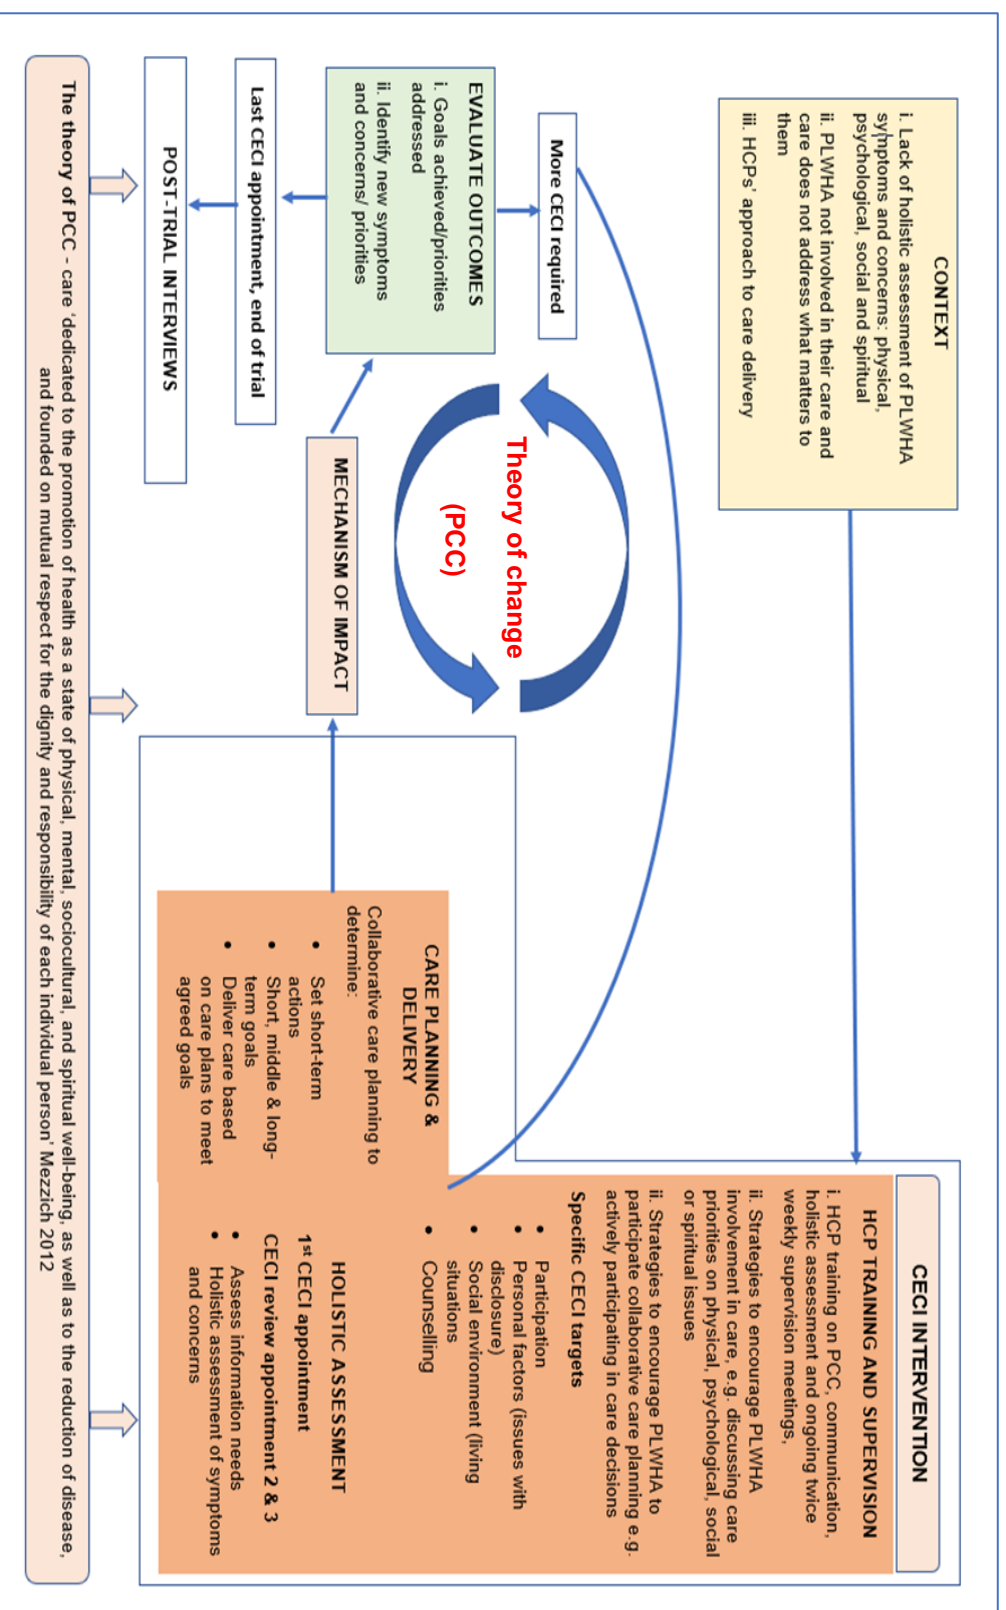 CONTEXT
i. Lack of holistic assessment of PLWHA
symptoms and concerns: physical,
psychological, social and spiritual
ii. PLWHA not involved in their care and
care does not address what matters to
them
iii. HCPs' approach to care delivery
CECI INTERVENTION
HCP TRAINING AND SUPERVISION
i. HCP training on PCC, communication,
holistic assessment and ongoing twice
weekly supervision meetings,
ii. Strategies to encourage PLWHA
involvement in care, e.g. discussing care
priorities on physical, psychological, social
or spiritual issues
ii. Strategies to encourage PLWHA to
participate collaborative care planning e.g.
actively participating in care decisions
Specific CECI targets
• Participation
• Personal factors (issues with
disclosure)
• Social environment (living
situations
• Counselling
HOLISTIC ASSESSMENT
1st CECI appointment
CECI review appointment 2 & 3
• Assess information needs
• Holistic assessment of symptoms
and concerns
CARE PLANNING &
DELIVERY
Collaborative care planning to
determine:
• Set short-term
actions
• Short, middle & long-
term goals
• Deliver care based
on care plans to meet
agreed goals
Theory of change
(PCC)
MECHANISM OF IMPACT
More CECI required
EVALUATE OUTCOMES
i. Goals achieved/priorities
addressed
ii. Identify new symptoms
and concerns/ priorities
Last CECI appointment, end of trial
POST-TRIAL INTERVIEWS
The theory of PCC - care 'dedicated to the promotion of health as a state of physical, mental, sociocultural, and spiritual well-being, as well as to the reduction of disease,
and founded on mutual respect for the dignity and responsibility of each individual person' Mezzich 2012